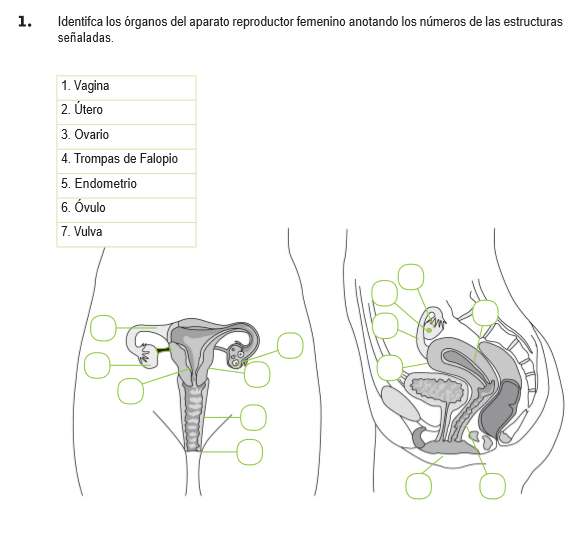 1. Identifca los órganos del aparato reproductor femenino anotando los números de las estructuras
señaladas.
1. Vagina
2. Útero
3. Ovario
4. Trompas de Falopio
5. Endometrio
6. Óvulo
7. Vulva